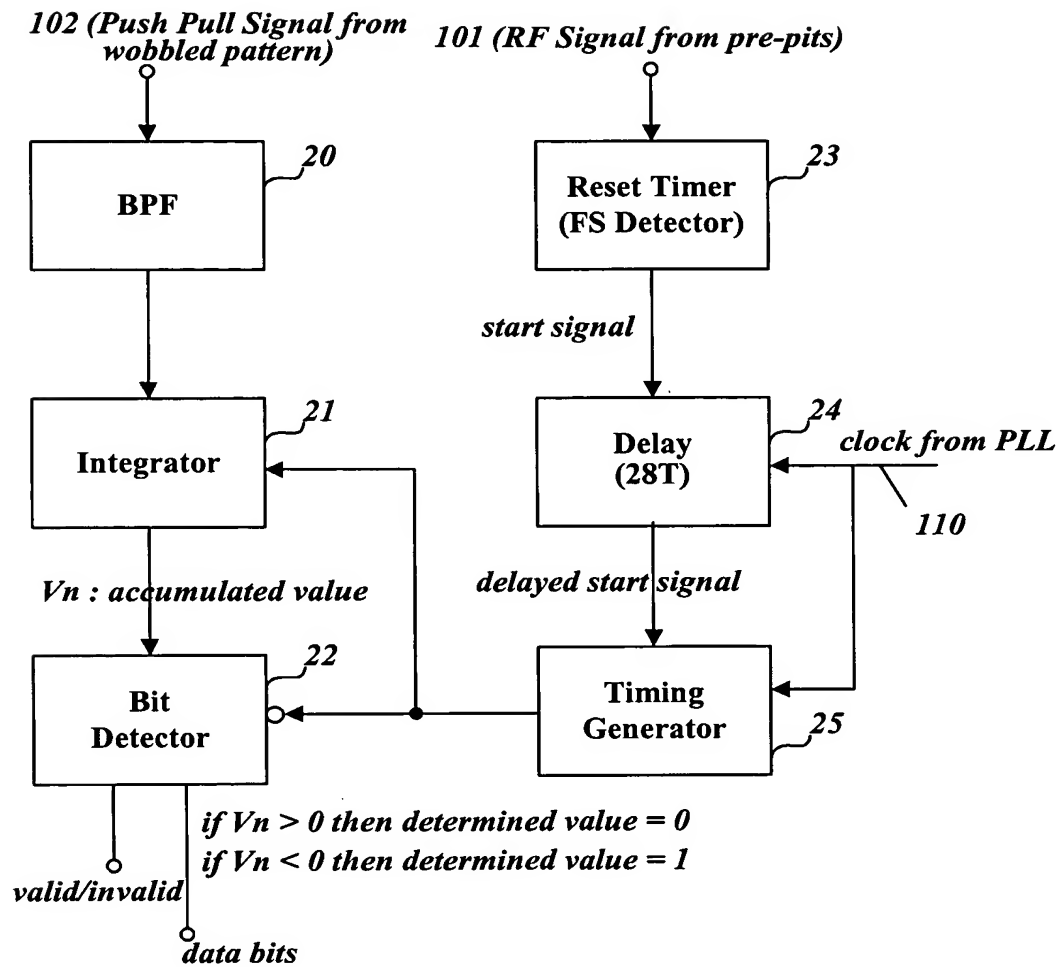 102 (Push Pull Signal from
wobbled pattern)
101 (RF Signal from pre-pits)
20
BPF
23
Reset Timer
(FS Detector)
start signal
21
Integrator
24
Delay
(28T)
clock from PLL
110
Vn : accumulated value
delayed start signal
22
Bit
Detector
Timing
Generator
25
if Vn > 0 then determined value = 0
if Vn < 0 then determined value = 1
valid/invalid
data bits